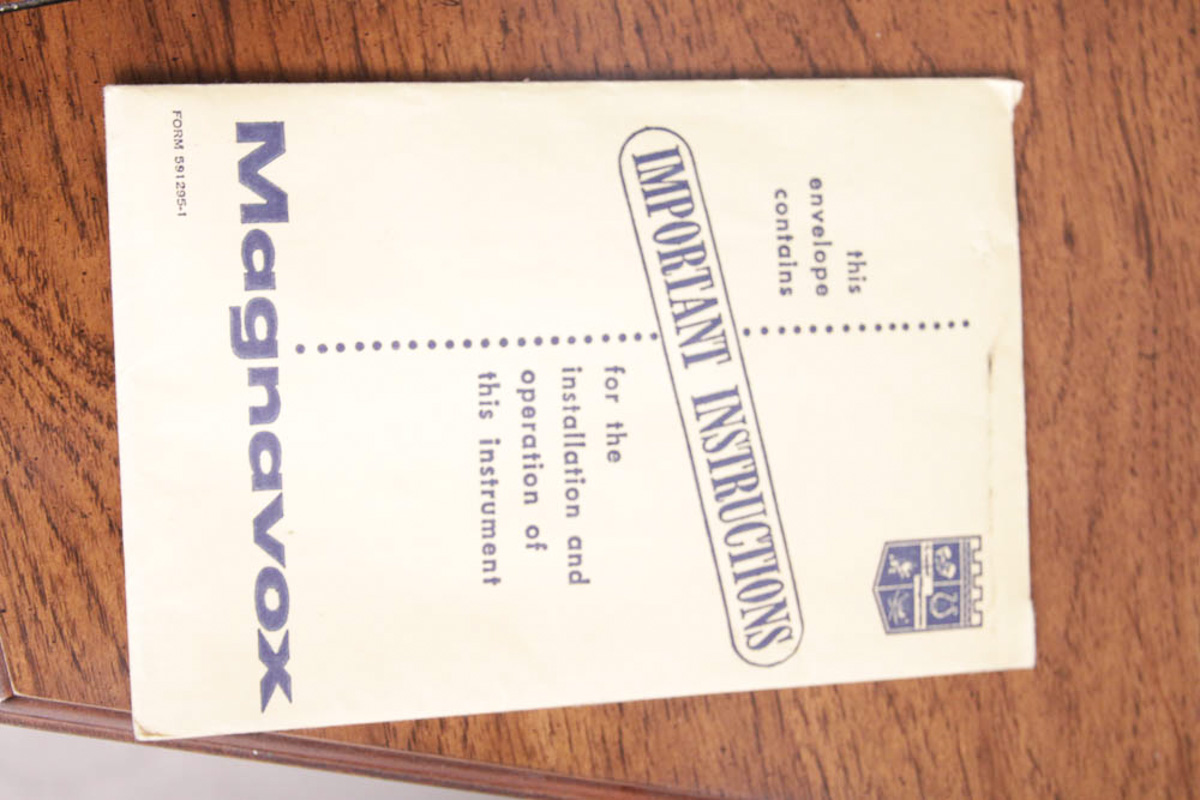 this
envelope
contains
IMPORTANT INSTRUCTIONS
for the
installation and
operation of
this instrument
Magnavox
FORM 591295-1